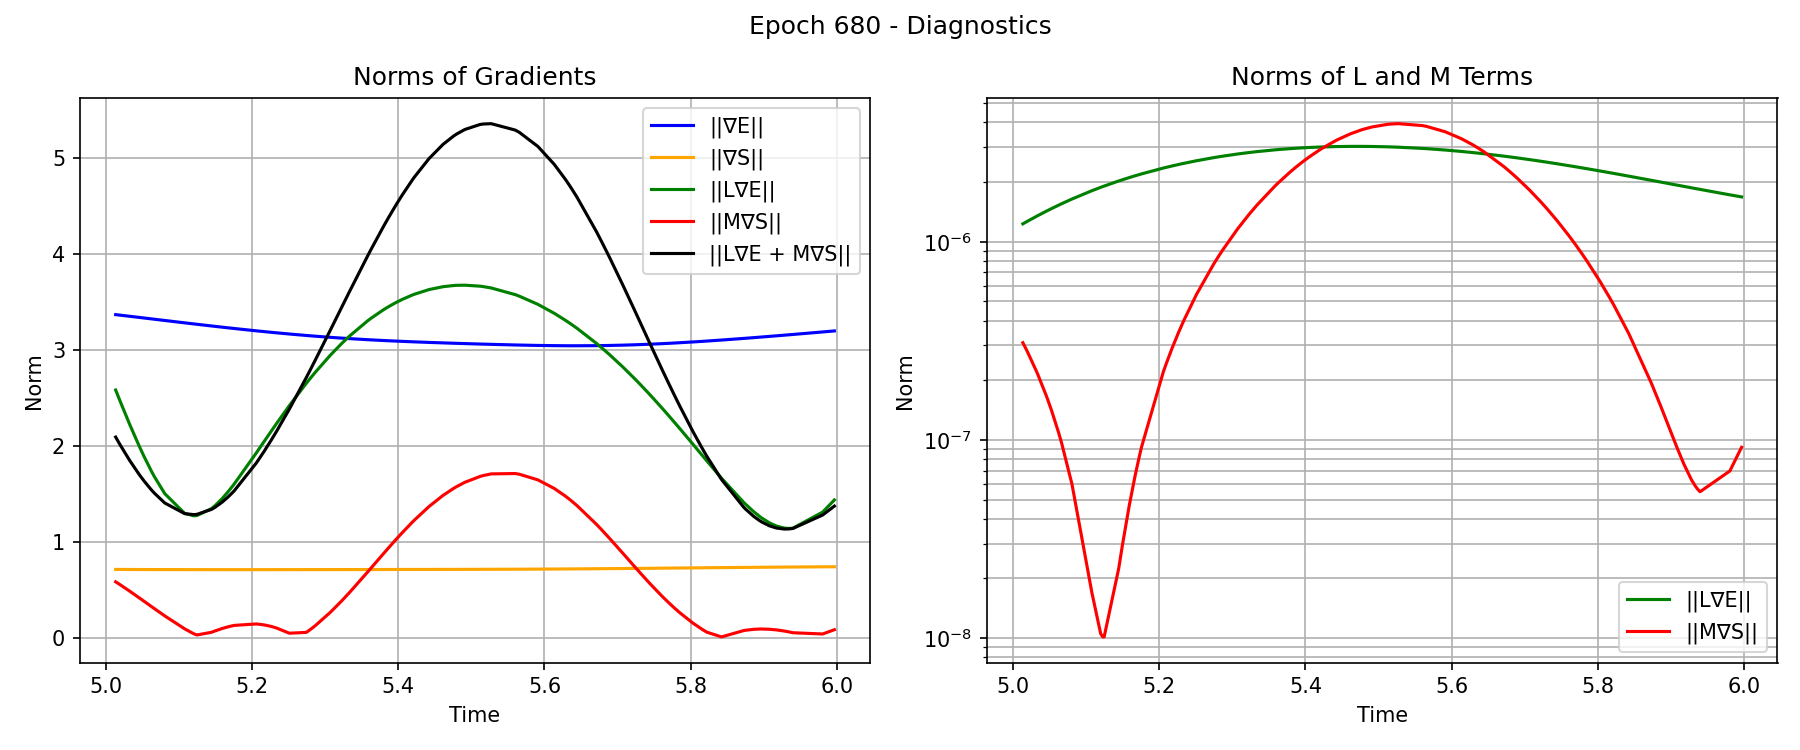 Epoch 680 - Diagnostics
Norms of Gradients
Norm
5
4
3
2
1
0
||∇E||
||∇S||
||L∇E||
||M∇S||
||L∇E + M∇S||
5.0 5.2 5.4 5.6 5.8 6.0
Time
Norms of L and M Terms
Norm
10⁻⁶
10⁻⁷
10⁻⁸
||L∇E||
||M∇S||
5.0 5.2 5.4 5.6 5.8 6.0
Time